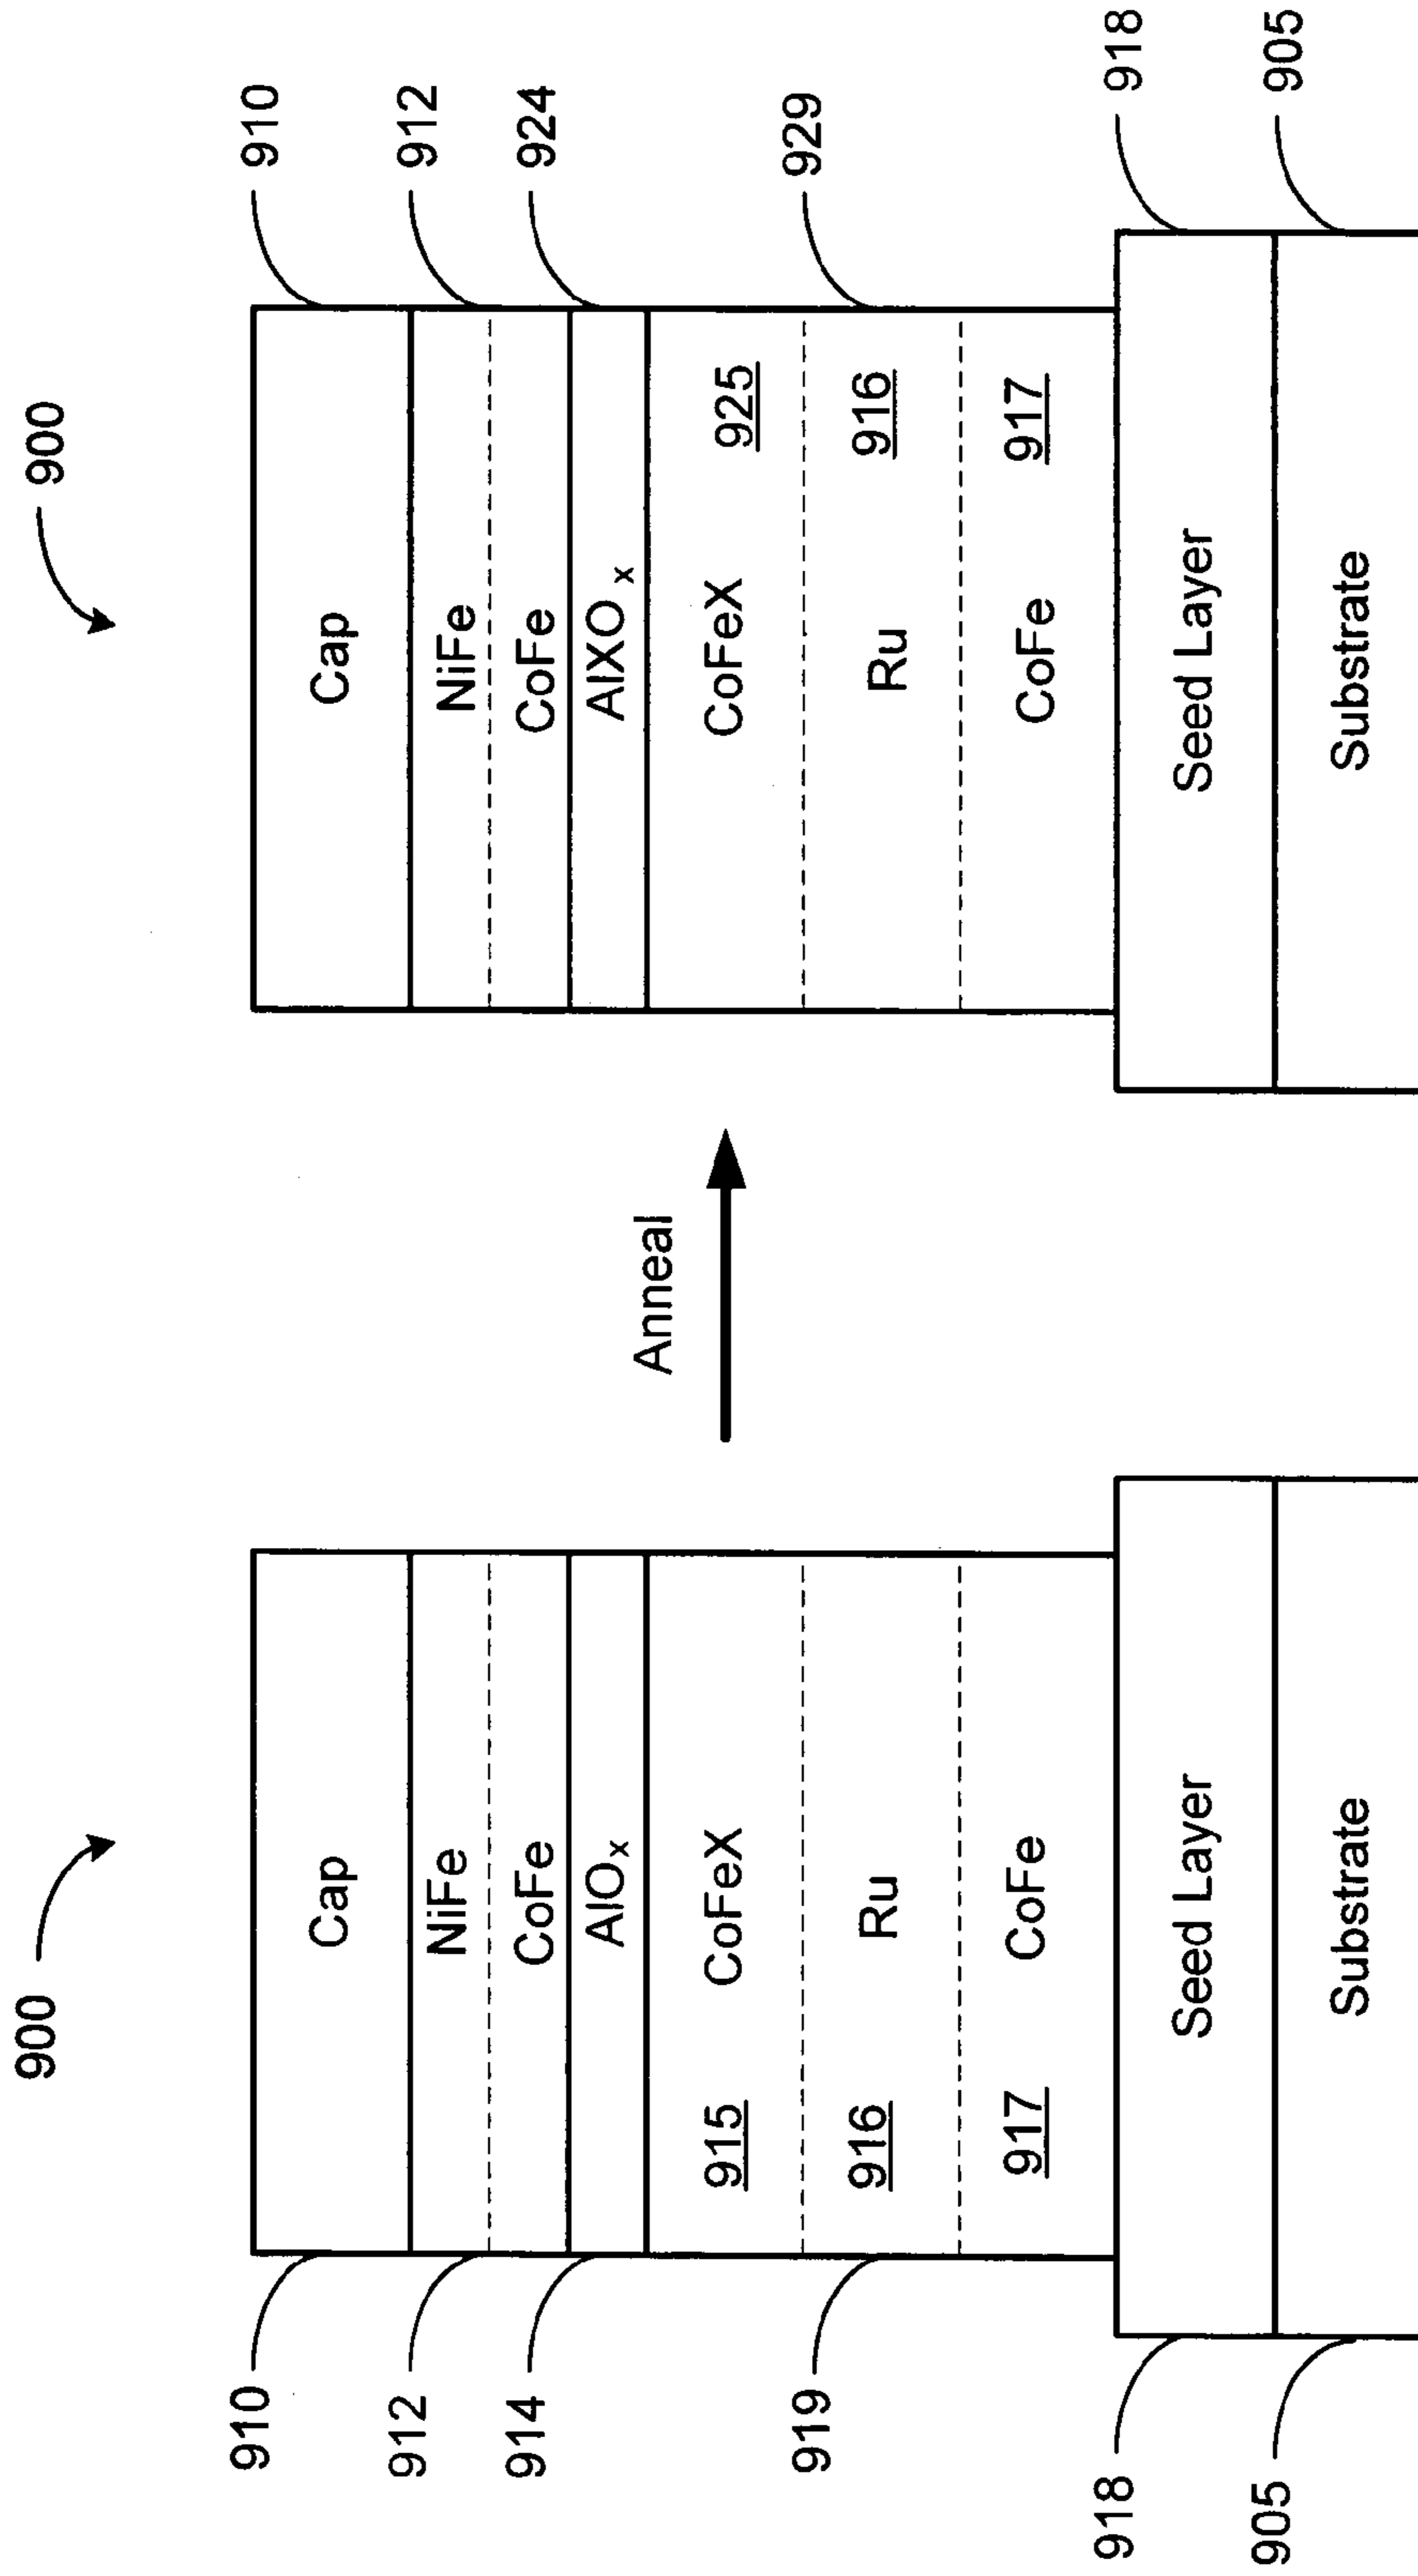 900
910
Cap
912
NiFe
CoFe
914
AlOₓ
915
CoFeX
919
916
Ru
917
CoFe
918
Seed Layer
905
Substrate
Anneal
900
Cap
910
NiFe
912
CoFe
AlXOₓ
924
CoFeX
925
Ru
916
929
CoFe
917
Seed Layer
918
Substrate
905